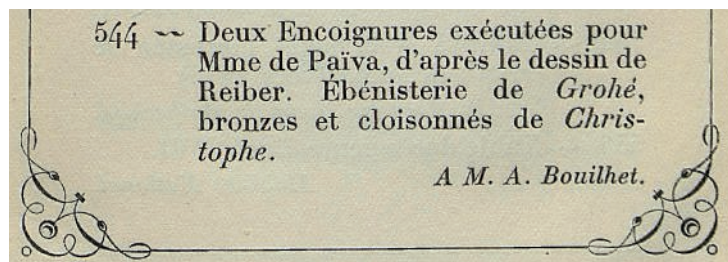 544 ~~ Deux Encoignures exécutées pour
Mme de Païva, d'après le dessin de
Reiber. Ébénisterie de Grohé,
bronzes et cloisonnés de Chris-
tophe.
A M. A. Bouilhet.